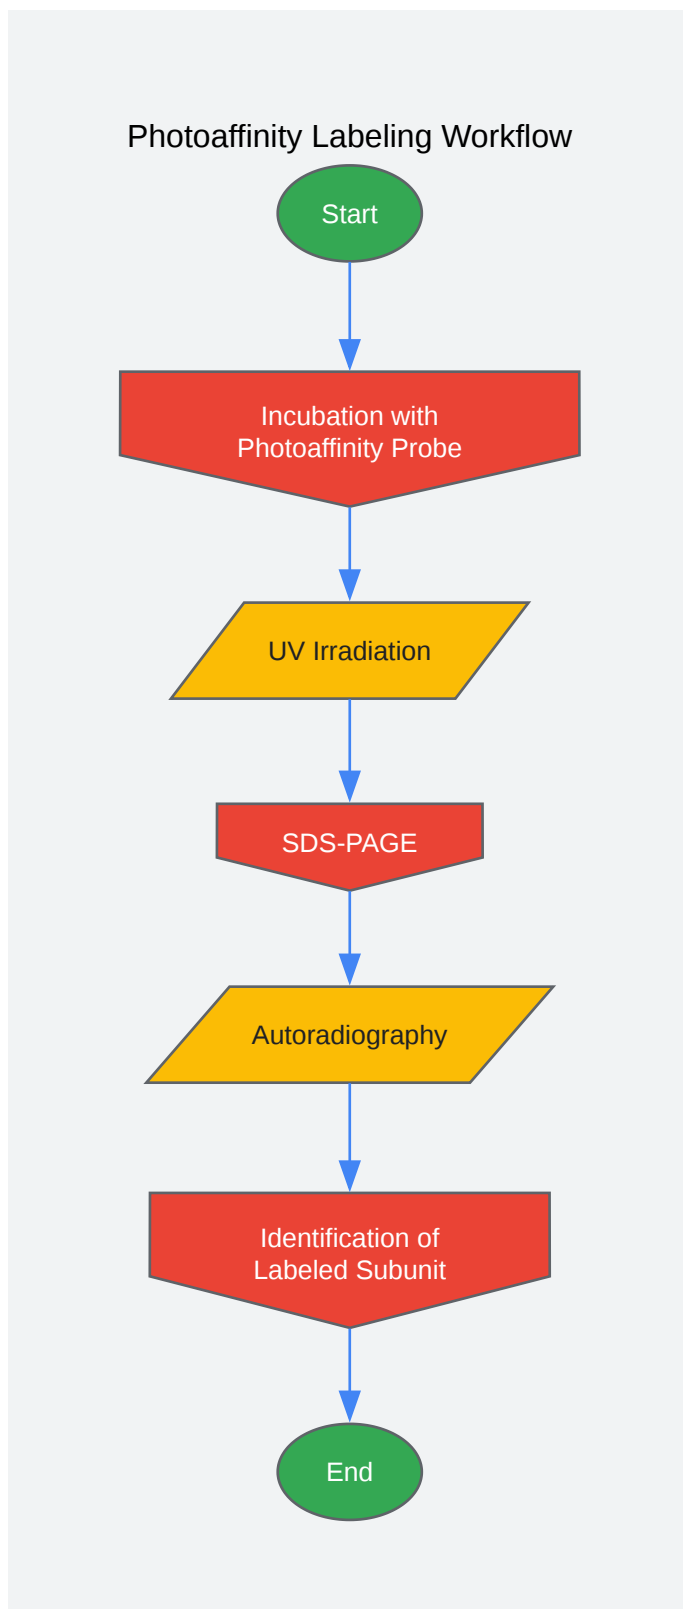 Photoaffinity Labeling Workflow
Start
Incubation with
Photoaffinity Probe
UV Irradiation
SDS-PAGE
Autoradiography
Identification of
Labeled Subunit
End